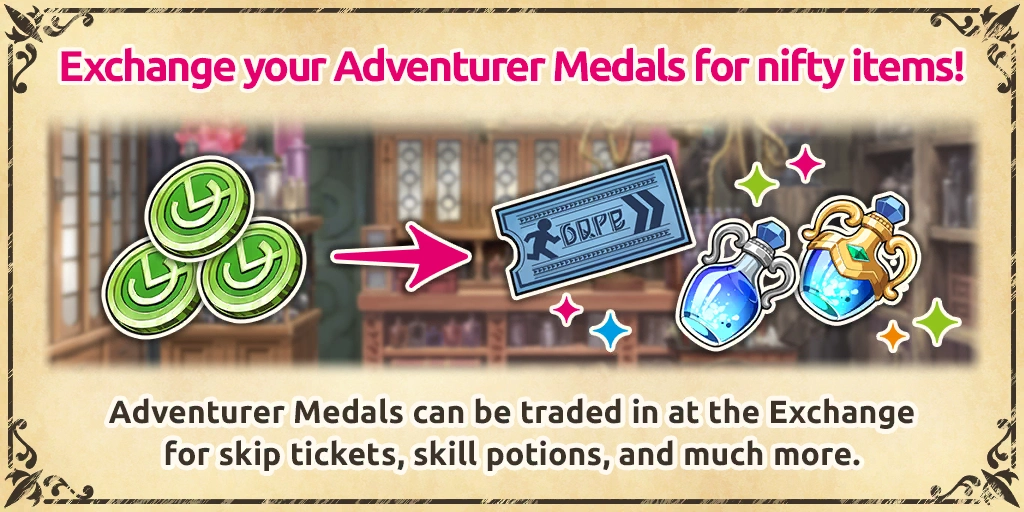 Exchange your Adventurer Medals for nifty items!
Adventurer Medals can be traded in at the Exchange
for skip tickets, skill potions, and much more.